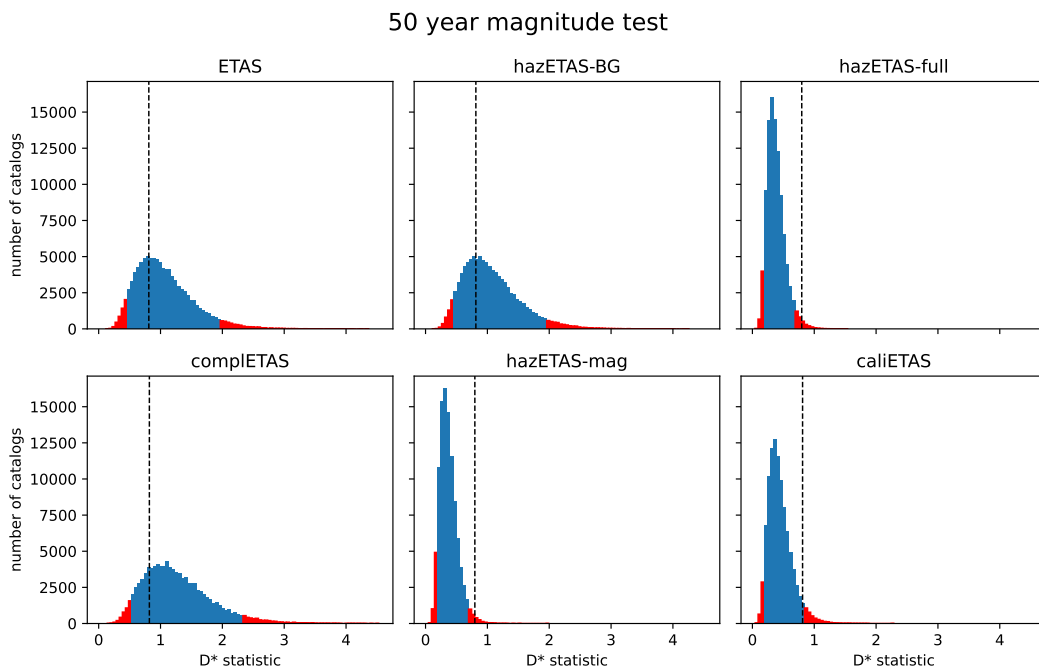 50 year magnitude test
ETAS
hazETAS-BG
hazETAS-full
number of catalogs
15000
12500
10000
7500
5000
2500
0
complETAS
hazETAS-mag
caliETAS
number of catalogs
15000
12500
10000
7500
5000
2500
0
0 1 2 3 4
0 1 2 3 4
0 1 2 3 4
D* statistic
D* statistic
D* statistic